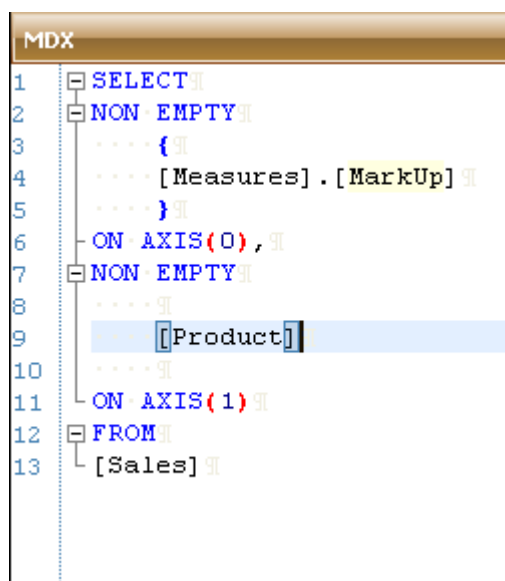 MDX
1 SELECT
2 NON EMPTY
3 {
4 [Measures].[MarkUp]
5 }
6 ON AXIS(0),
7 NON EMPTY
8
9 [Product]
10
11 ON AXIS(1)
12 FROM
13 [Sales]